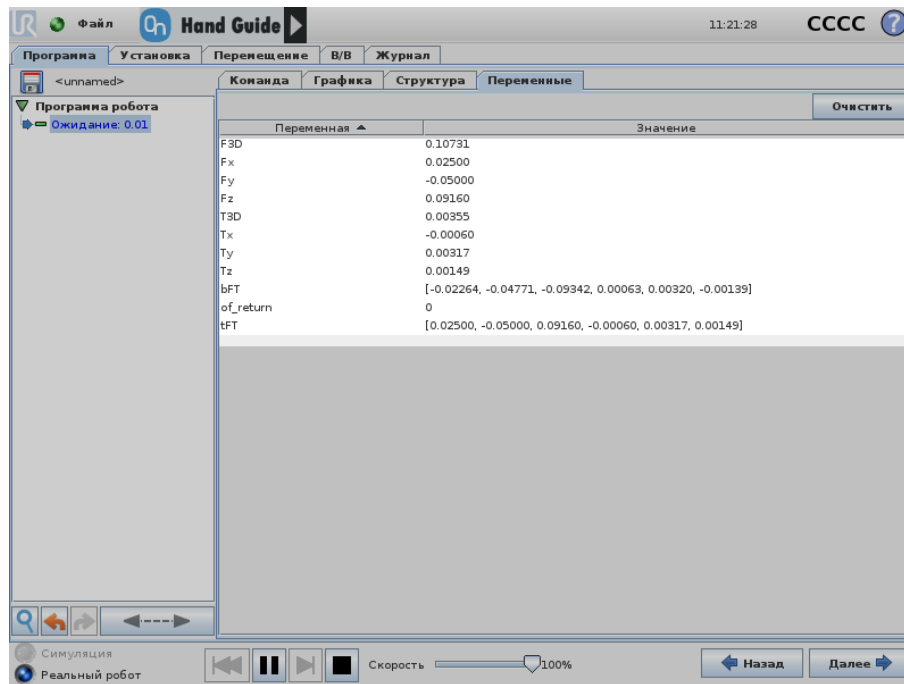 UR Файл On Hand Guide 11:21:28 CCCC ?
Программа Установка Перемещение В/В Журнал
<unnamed> Команда Графика Структура Переменные
Программа робота Очистить
Ожидание: 0.01 Переменная Значение
F3D 0.10731
Fx 0.02500
Fy -0.05000
Fz 0.09160
T3D 0.00355
Tx -0.00060
Ty 0.00317
Tz 0.00149
bFT [-0.02264, -0.04771, -0.09342, 0.00063, 0.00320, -0.00139]
of_return 0
tFT [0.02500, -0.05000, 0.09160, -0.00060, 0.00317, 0.00149]
Симуляция
Реальный робот Скорость 100% Назад Далее